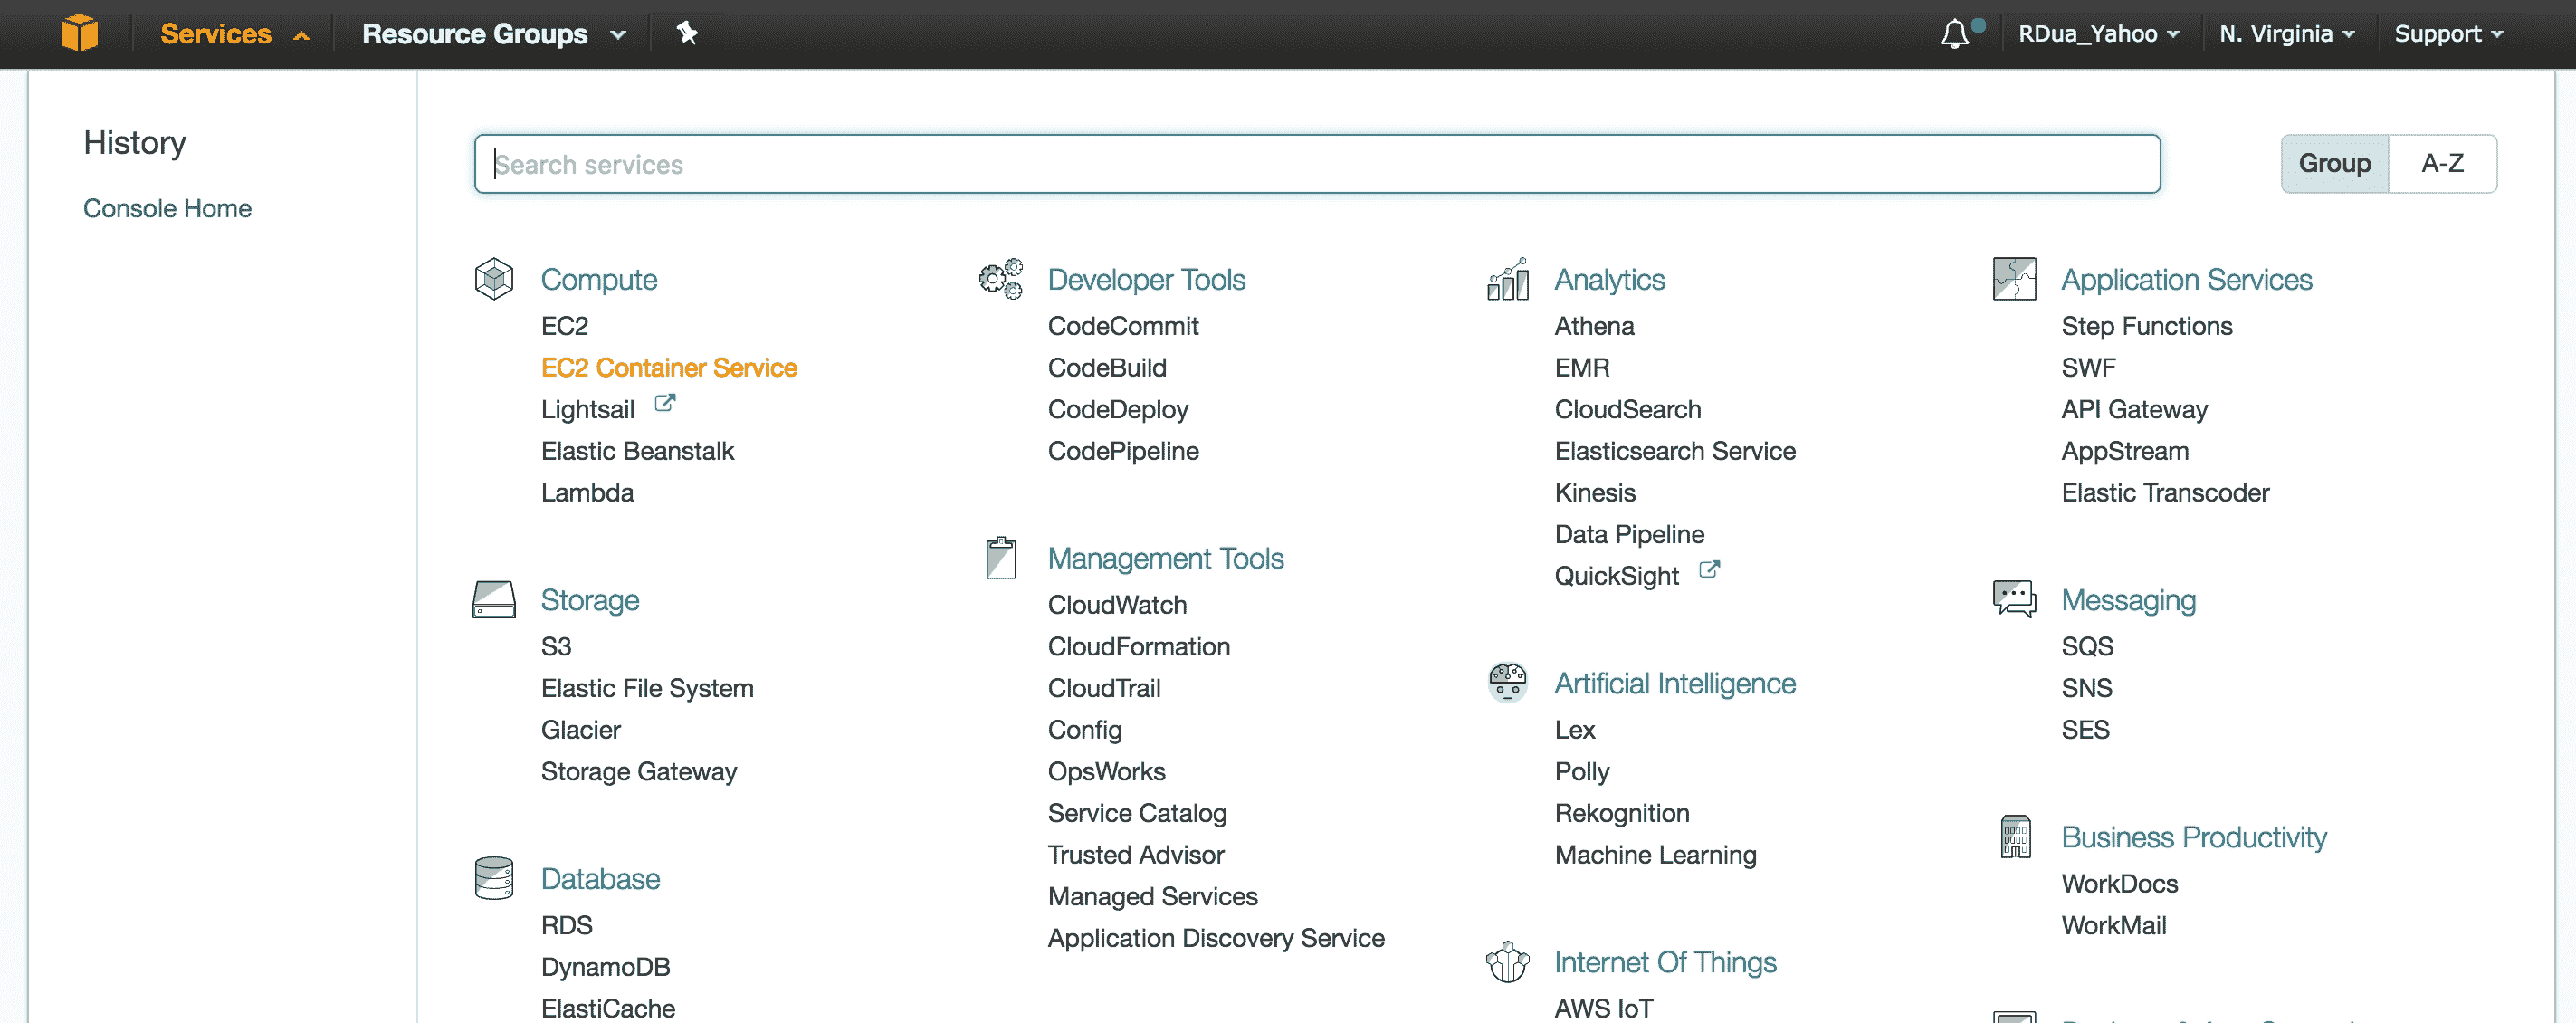 Services
Resource Groups
RDua_Yahoo
N. Virginia
Support
History
Console Home
Search services
Group
A-Z
Compute
EC2
EC2 Container Service
Lightsail
Elastic Beanstalk
Lambda
Storage
S3
Elastic File System
Glacier
Storage Gateway
Database
RDS
DynamoDB
ElastiCache
Developer Tools
CodeCommit
CodeBuild
CodeDeploy
CodePipeline
Management Tools
CloudWatch
CloudFormation
CloudTrail
Config
OpsWorks
Service Catalog
Trusted Advisor
Managed Services
Application Discovery Service
Analytics
Athena
EMR
CloudSearch
Elasticsearch Service
Kinesis
Data Pipeline
QuickSight
Artificial Intelligence
Lex
Polly
Rekognition
Machine Learning
Internet Of Things
AWS IoT
Application Services
Step Functions
SWF
API Gateway
AppStream
Elastic Transcoder
Messaging
SQS
SNS
SES
Business Productivity
WorkDocs
WorkMail